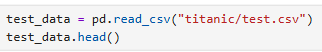 test_data = pd.read_csv("titanic/test.csv")
test_data.head()